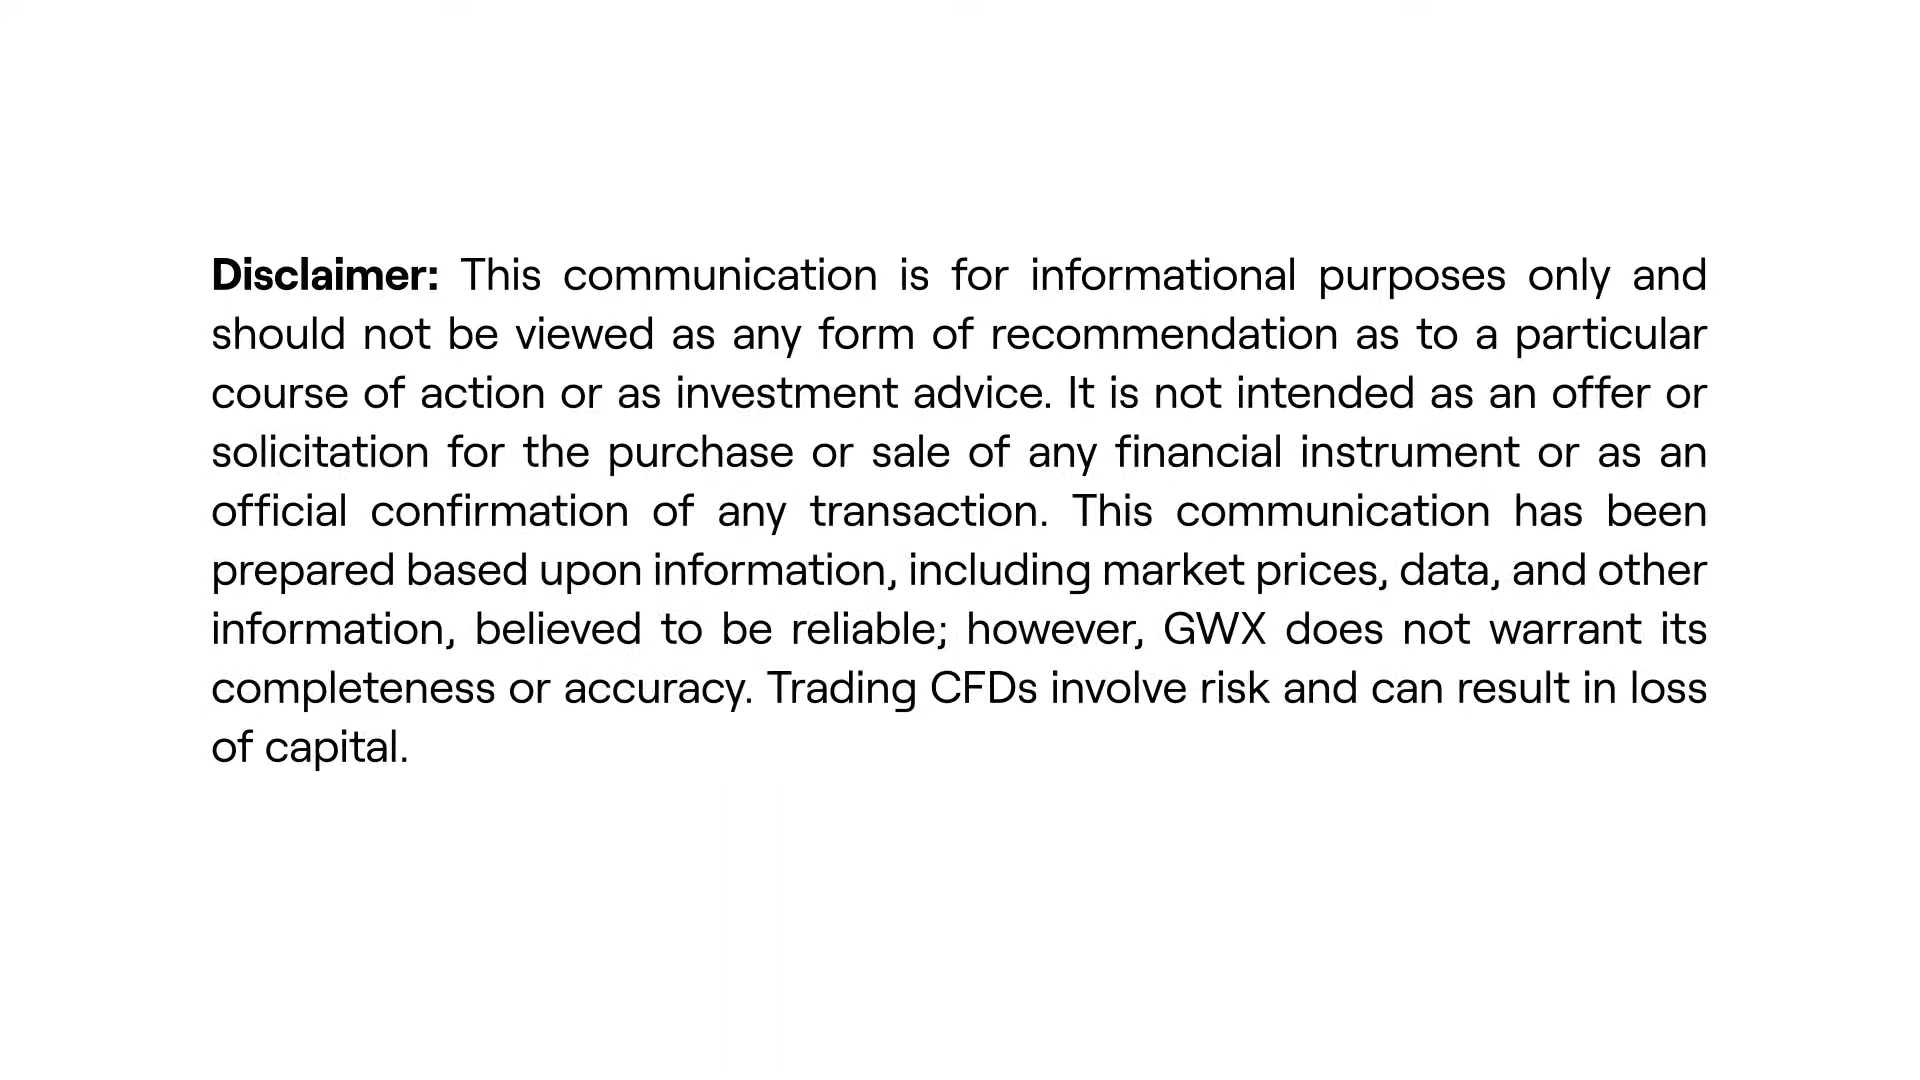 Disclaimer: This communication is for informational purposes only and
should not be viewed as any form of recommendation as to a particular
course of action or as investment advice. It is not intended as an offer or
solicitation for the purchase or sale of any financial instrument or as an
official confirmation of any transaction. This communication has been
prepared based upon information, including market prices, data, and other
information, believed to be reliable; however, GWX does not warrant its
completeness or accuracy. Trading CFDs involve risk and can result in loss
of capital.